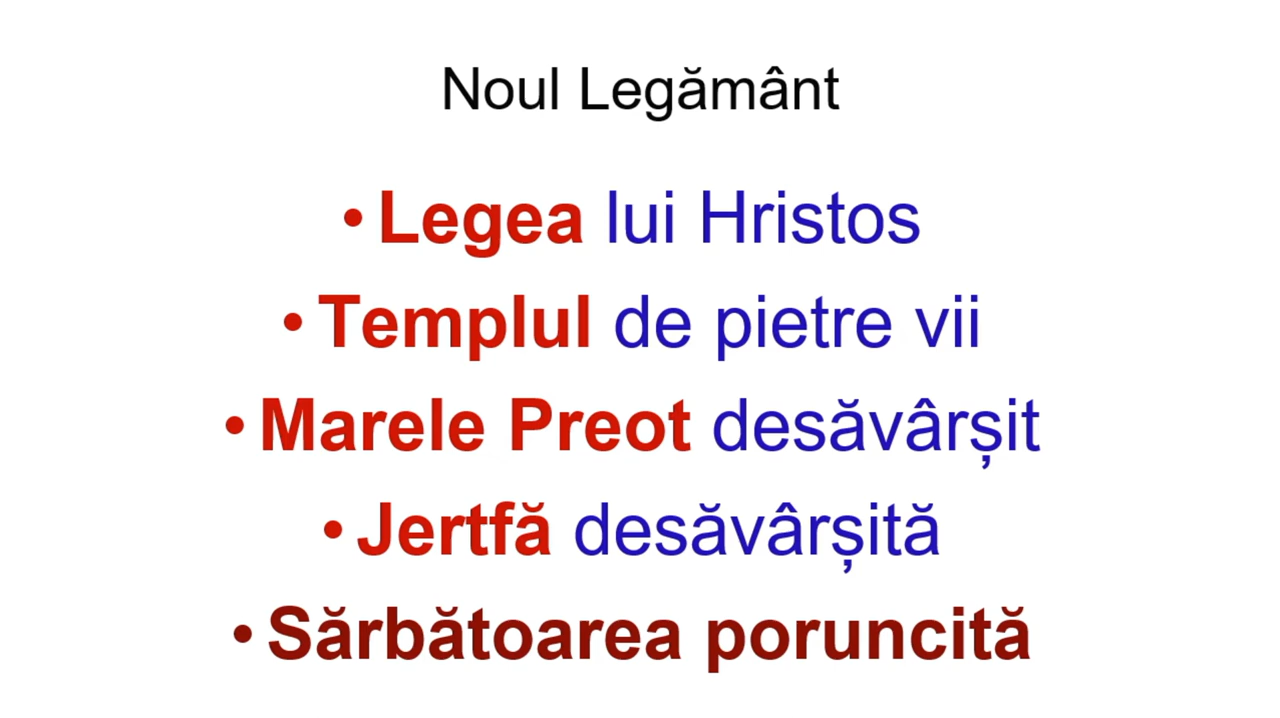 Noul Legământ
• Legea lui Hristos
• Templul de pietre vii
• Marele Preot desăvârșit
• Jertfă desăvârșită
• Sărbătoarea poruncită